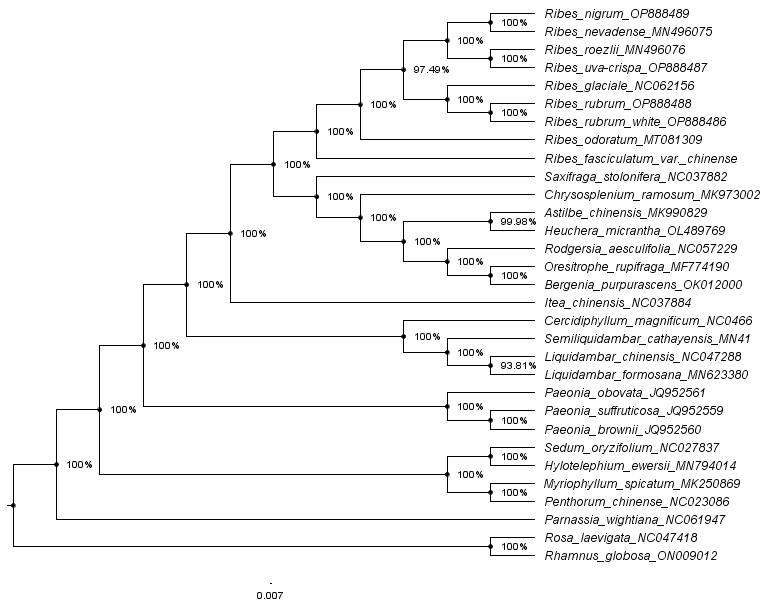 Ribes_nigrum_OP888489
100%
Ribes_nevadense_MN496075
100%
Ribes_roezlii_MN496076
100%
Ribes_uva-crispa_OP888487
97.49%
Ribes_glaciale_NC062156
100%
Ribes_rubrum_OP888488
100%
100%
Ribes_rubrum_white_OP888486
100%
Ribes_odoratum_MT081309
Ribes_fasciculatum_var._chinense
100%
Saxifraga_stolonifera_NC037882
100%
Chrysosplenium_ramosum_MK973002
Astilbe_chinensis_MK990829
100%
99.98%
Heuchera_micrantha_OL489769
100%
100%
Rodgersia_aesculifolia_NC057229
100%
Oresitrophe_rupifraga_MF774190
100%
Bergenia_purpurascens_OK012000
100%
Itea_chinensis_NC037884
Cercidiphyllum_magnificum_NC0466
100%
Semiliquidambar_cathayensis_MN41
100%
100%
Liquidambar_chinensis_NC047288
93.81%
Liquidambar_formosana_MN623380
Paeonia_obovata_JQ952561
100%
100%
Paeonia_suffruticosa_JQ952559
100%
Paeonia_brownii_JQ952560
Sedum_oryzifolium_NC027837
100%
100%
Hylotelephium_ewersii_MN794014
100%
Myriophyllum_spicatum_MK250869
100%
Penthorum_chinense_NC023086
Parnassia_wightiana_NC061947
Rosa_laevigata_NC047418
100%
Rhamnus_globosa_ON009012
0.007